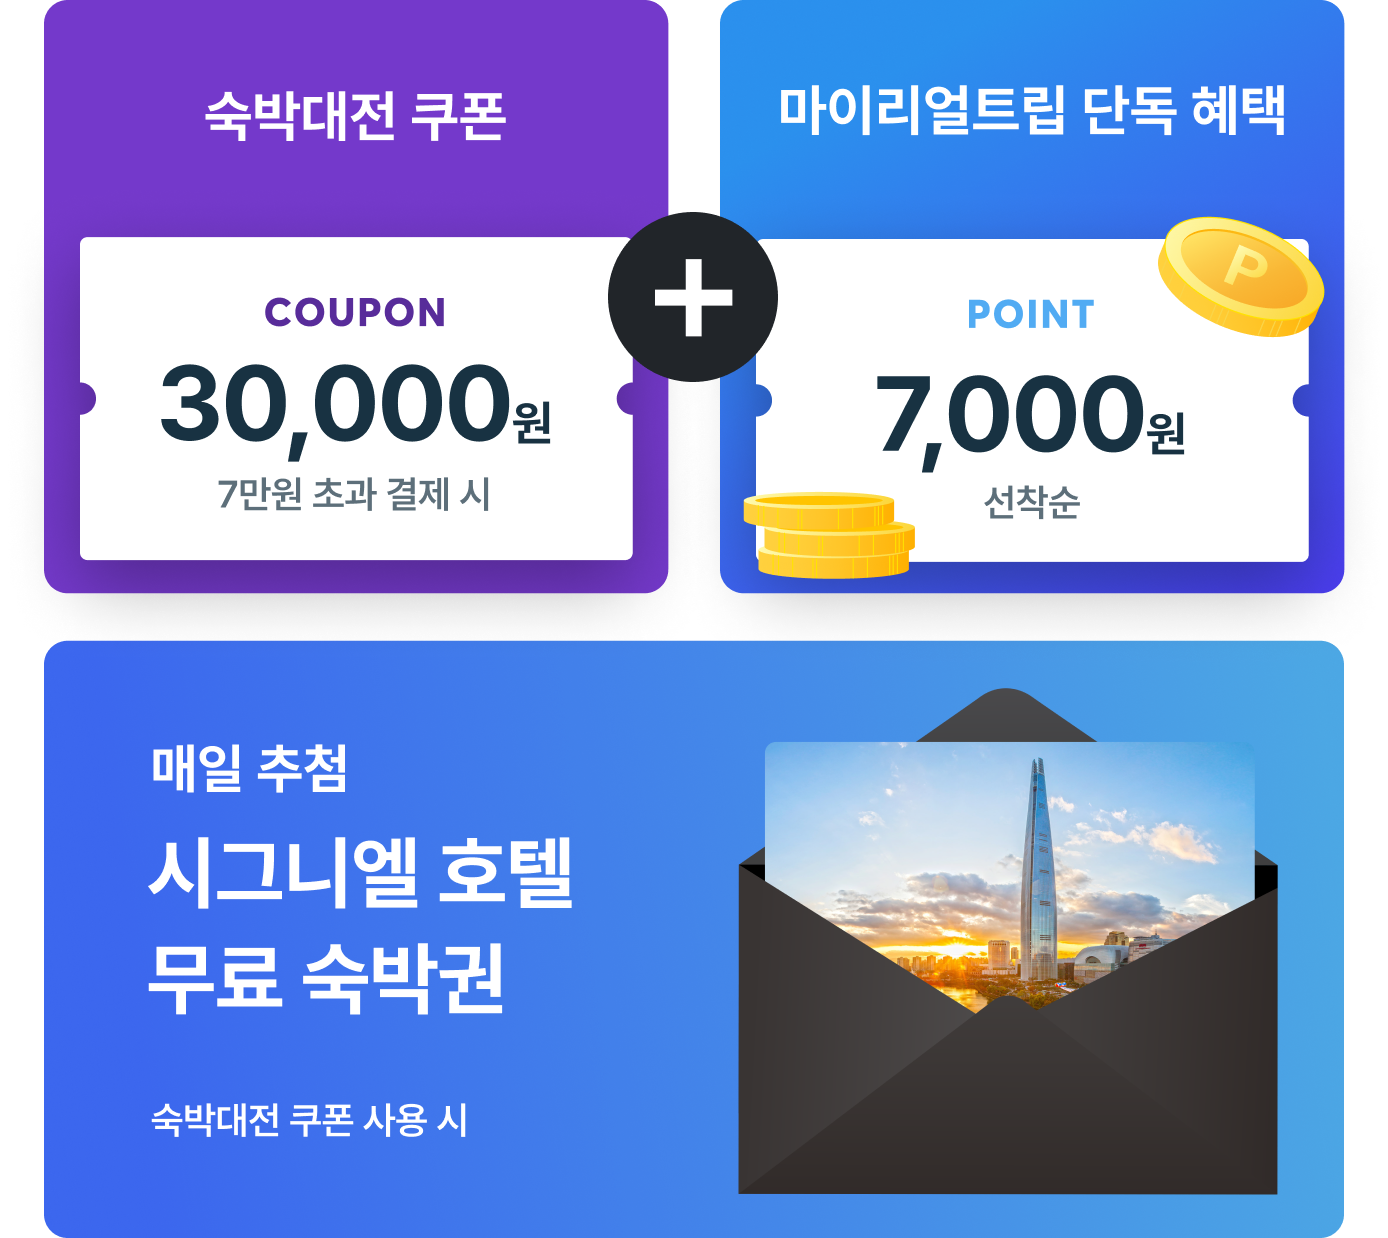 숙박대전 쿠폰
COUPON
30,000원
7만원 초과 결제 시
+
마이리얼트립 단독 혜택
P
POINT
7,000원
선착순
매일 추첨
시그니엘 호텔
무료 숙박권
숙박대전 쿠폰 사용 시